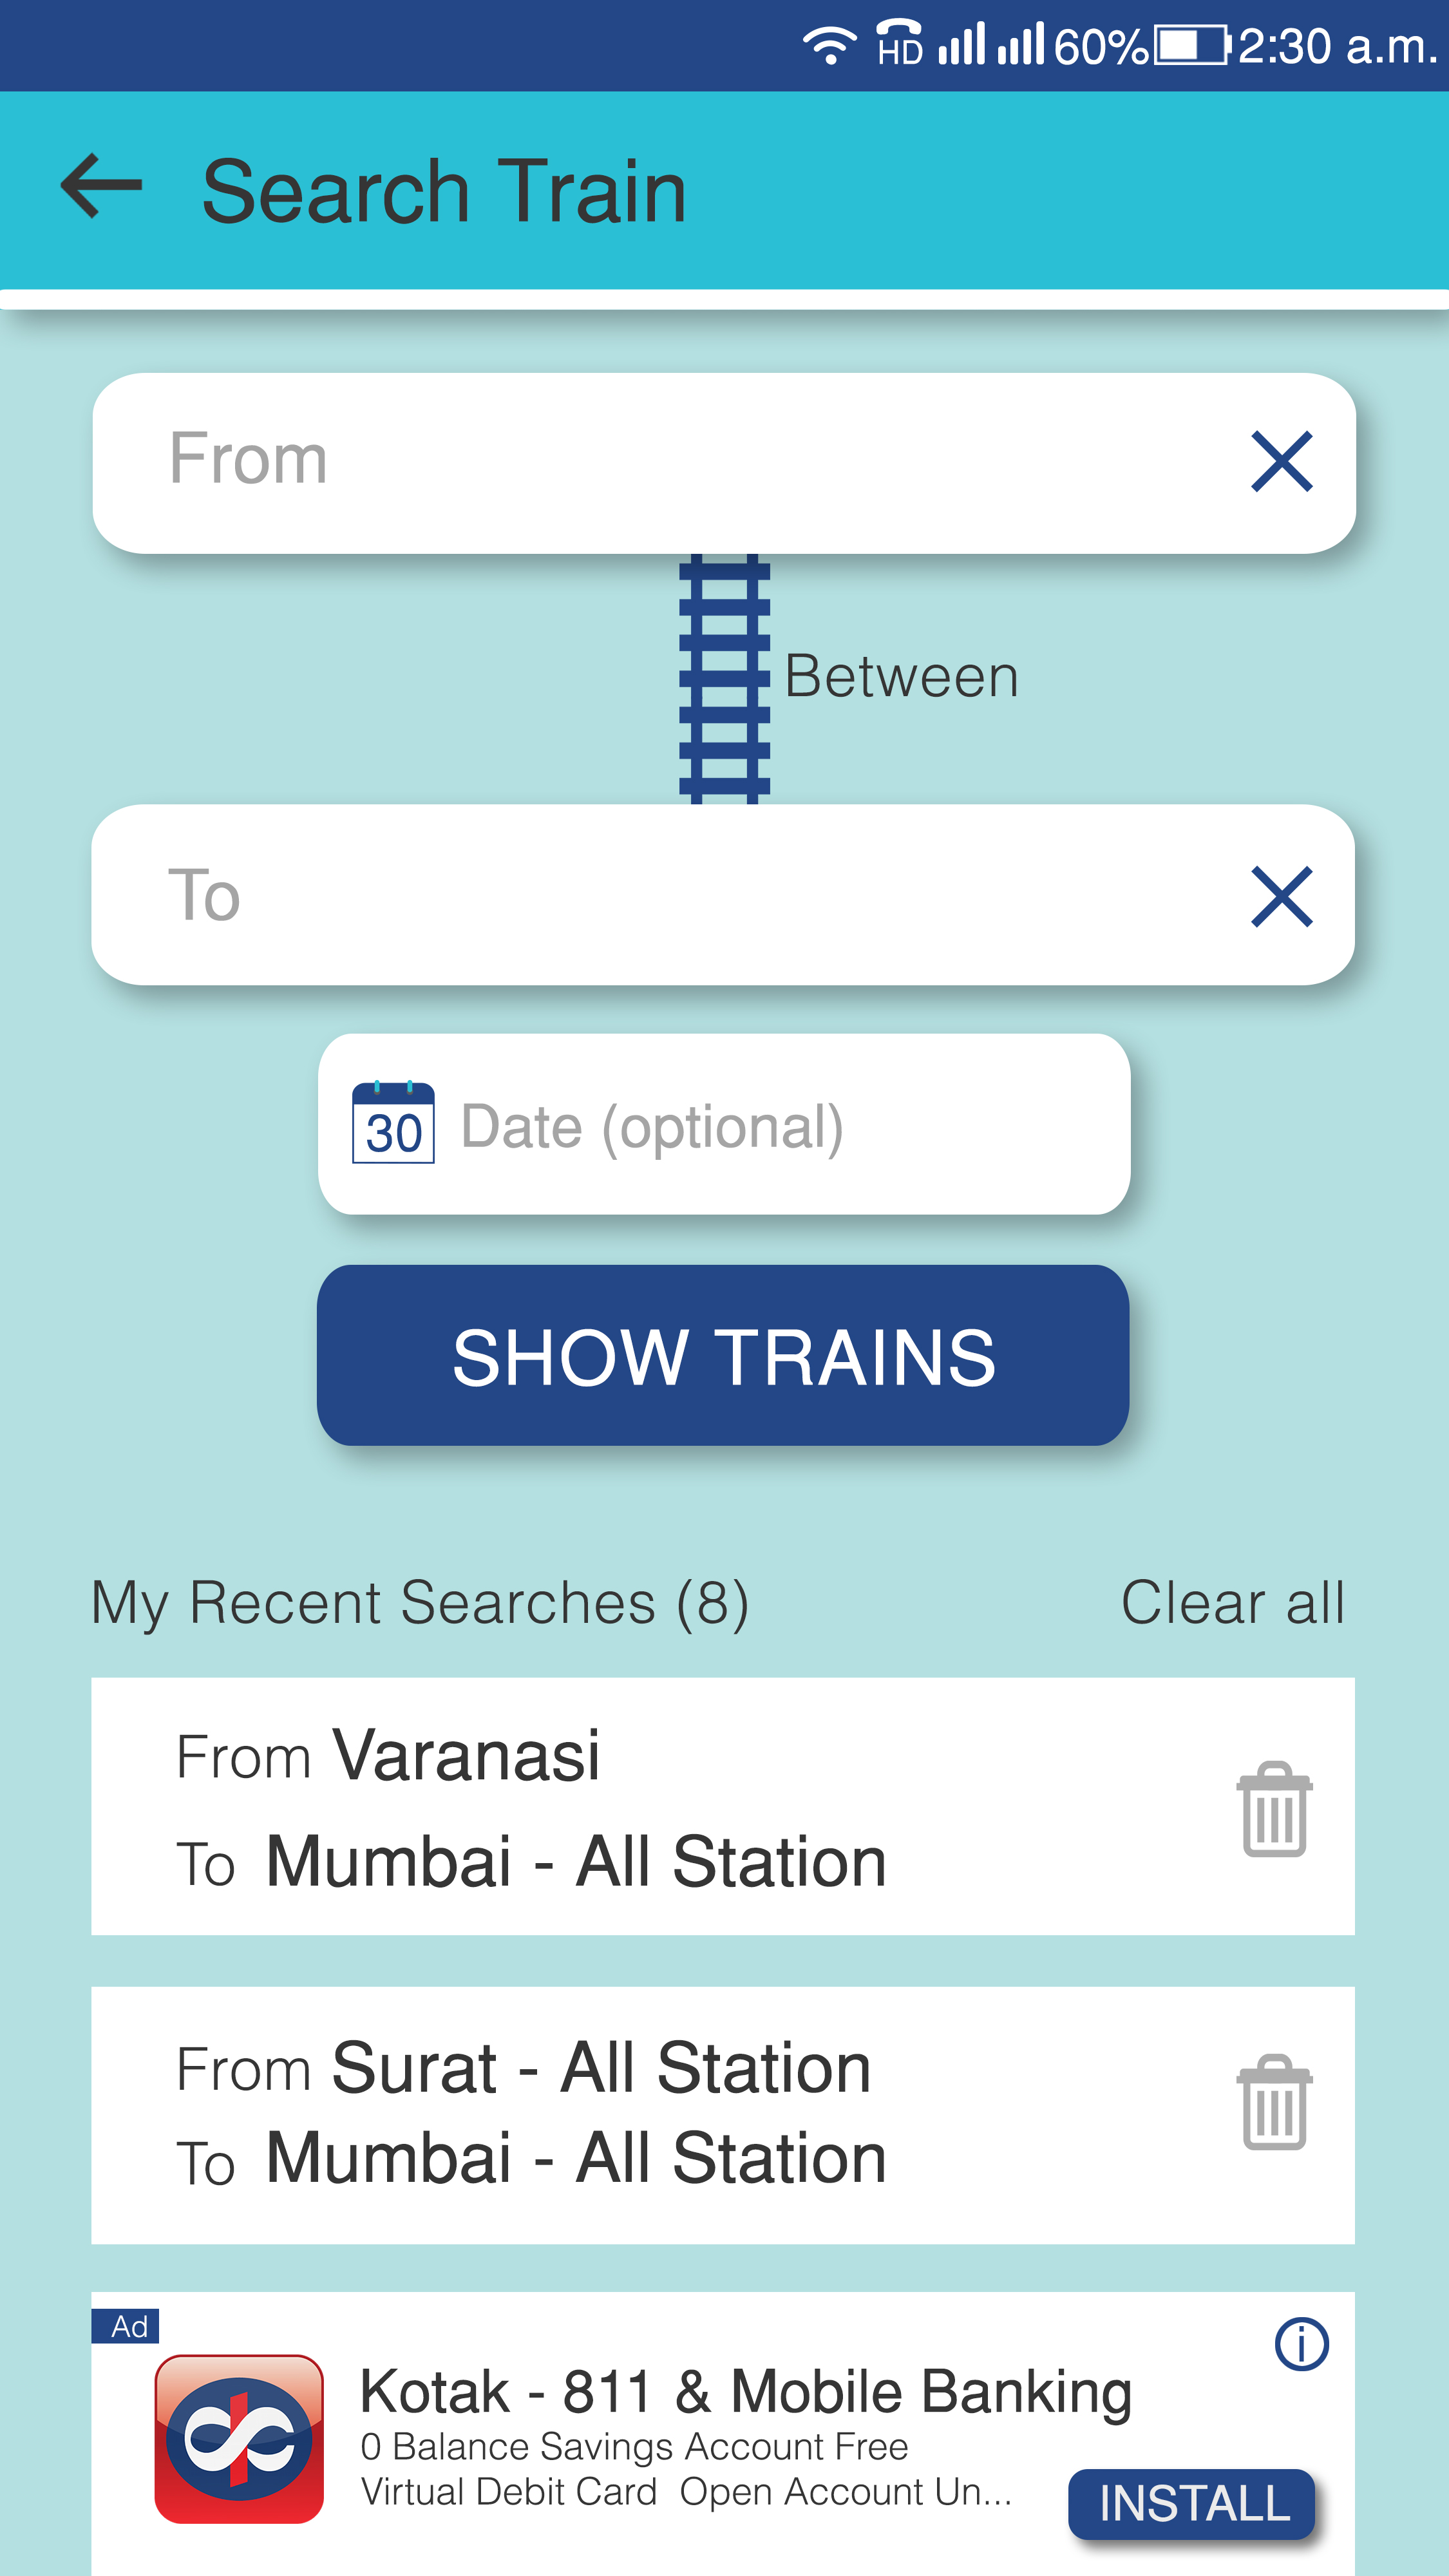 HD 60% 2:30 a.m.
Search Train
From
Between
To
30 Date (optional)
SHOW TRAINS
My Recent Searches (8) Clear all
From Varanasi
To Mumbai - All Station
From Surat - All Station
To Mumbai - All Station
Ad
i
Kotak - 811 & Mobile Banking
0 Balance Savings Account Free
Virtual Debit Card Open Account Un...
INSTALL